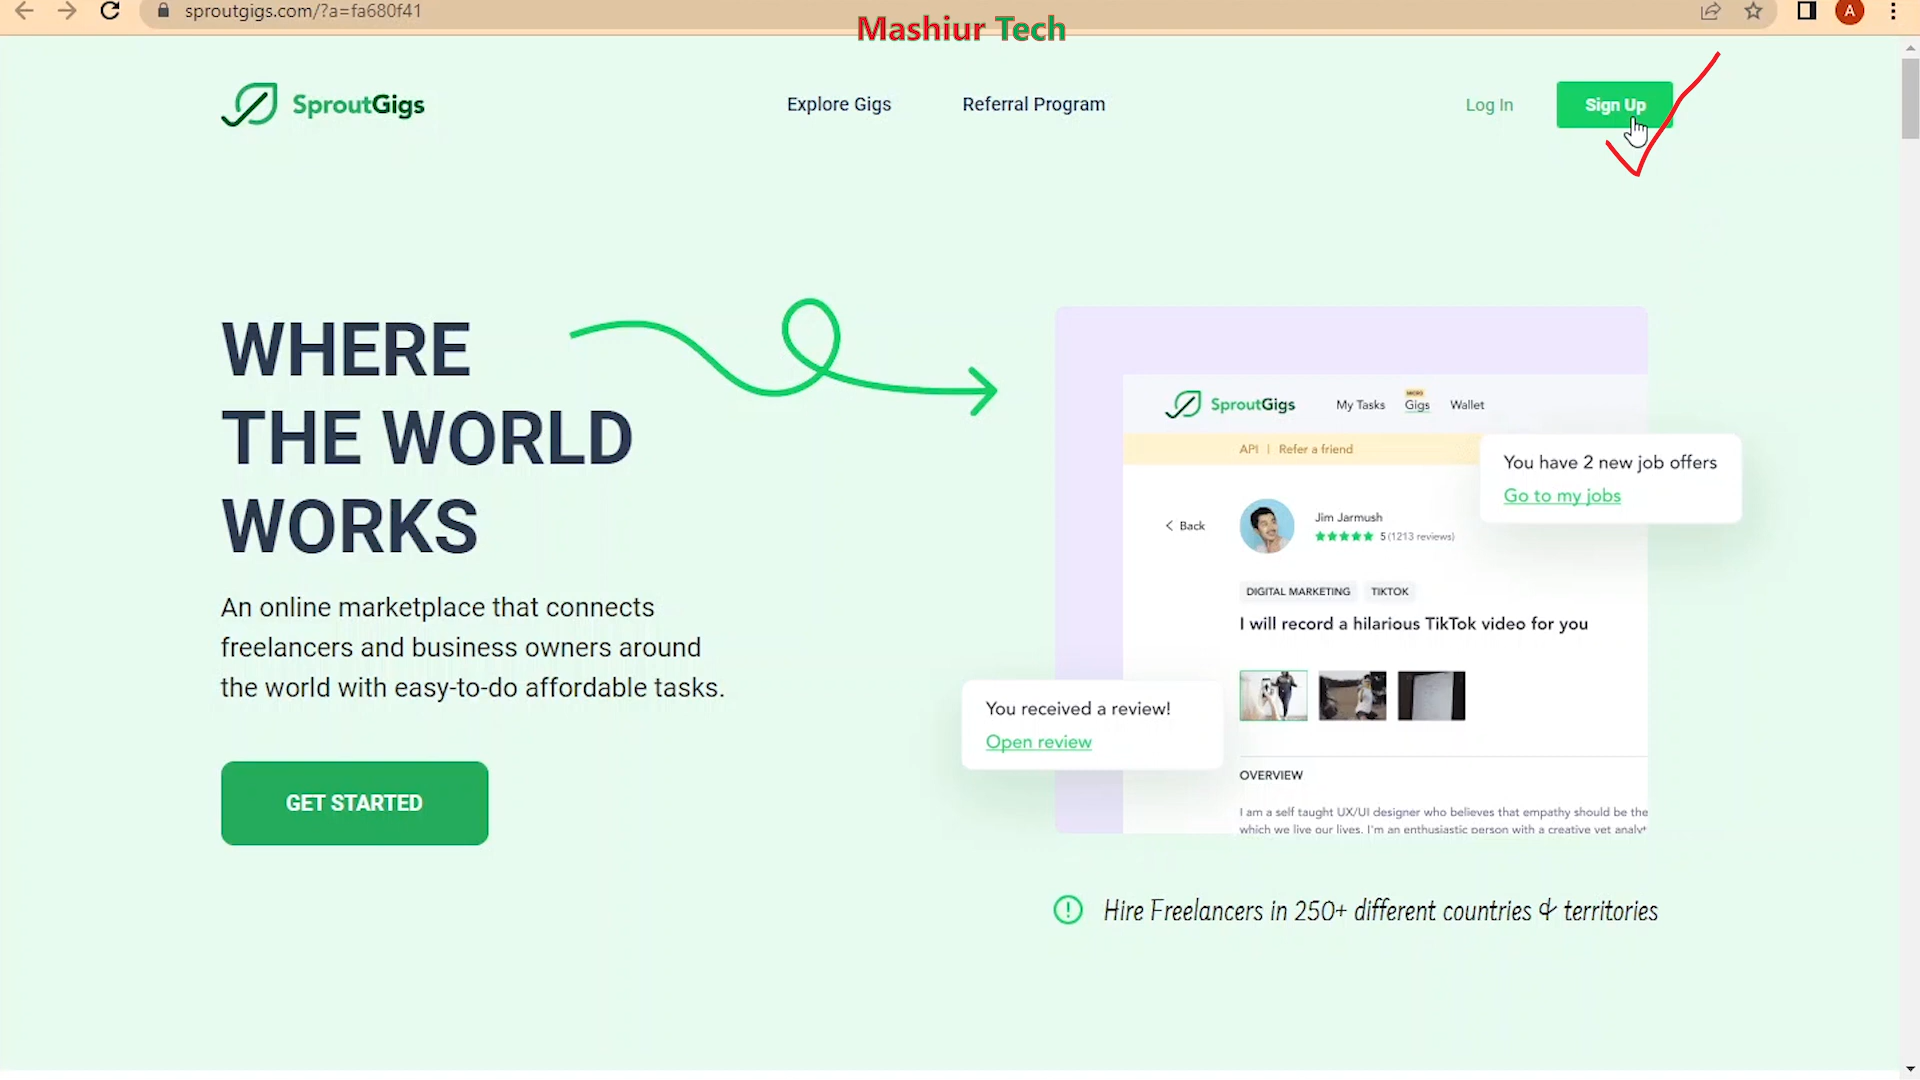 sproutgigs.com/?a=fa680f41
A
Mashiur Tech
SproutGigs
Explore Gigs
Referral Program
Log In
Sign Up
WHERE
THE WORLD
WORKS
An online marketplace that connects
freelancers and business owners around
the world with easy-to-do affordable tasks.
GET STARTED
SproutGigs
My Tasks
MICRO
Gigs
Wallet
API | Refer a friend
You have 2 new job offers
Go to my jobs
< Back
Jim Jarmush
5 (1213 reviews)
DIGITAL MARKETING
TIKTOK
I will record a hilarious TikTok video for you
You received a review!
Open review
OVERVIEW
I am a self taught UX/UI designer who believes that empathy should be the
which we live our lives. I'm an enthusiastic person with a creative yet
Hire Freelancers in 250+ different countries & territories